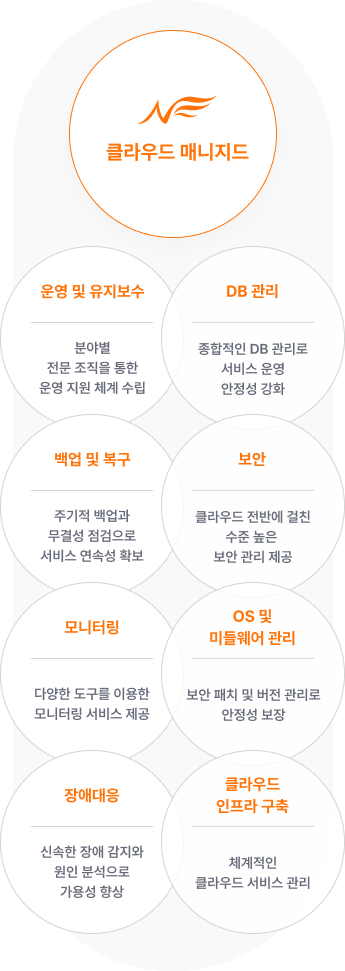 클라우드 매니지드
운영 및 유지보수
분야별
전문 조직을 통한
운영 지원 체계 수립
DB 관리
종합적인 DB 관리로
서비스 운영
안정성 강화
백업 및 복구
주기적 백업과
무결성 점검으로
서비스 연속성 확보
보안
클라우드 전반에 걸친
수준 높은
보안 관리 제공
모니터링
다양한 도구를 이용한
모니터링 서비스 제공
OS 및
미들웨어 관리
보안 패치 및 버전 관리로
안정성 보장
장애대응
신속한 장애 감지와
원인 분석으로
가용성 향상
클라우드
인프라 구축
체계적인
클라우드 서비스 관리